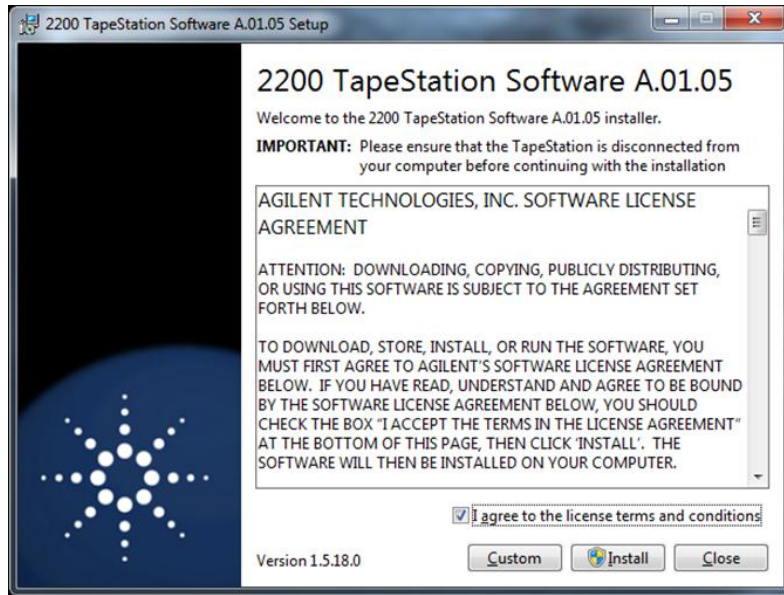 2200 TapeStation Software A.01.05 Setup
2200 TapeStation Software A.01.05
Welcome to the 2200 TapeStation Software A.01.05 installer.
IMPORTANT: Please ensure that the TapeStation is disconnected from
your computer before continuing with the installation
AGILENT TECHNOLOGIES, INC. SOFTWARE LICENSE
AGREEMENT
ATTENTION: DOWNLOADING, COPYING, PUBLICLY DISTRIBUTING,
OR USING THIS SOFTWARE IS SUBJECT TO THE AGREEMENT SET
FORTH BELOW.
TO DOWNLOAD, STORE, INSTALL, OR RUN THE SOFTWARE, YOU
MUST FIRST AGREE TO AGILENT'S SOFTWARE LICENSE AGREEMENT
BELOW. IF YOU HAVE READ, UNDERSTAND AND AGREE TO BE BOUND
BY THE SOFTWARE LICENSE AGREEMENT BELOW, YOU SHOULD
CHECK THE BOX "I ACCEPT THE TERMS IN THE LICENSE AGREEMENT"
AT THE BOTTOM OF THIS PAGE, THEN CLICK 'INSTALL'. THE
SOFTWARE WILL THEN BE INSTALLED ON YOUR COMPUTER.
I agree to the license terms and conditions
Version 1.5.18.0 Custom Install Close